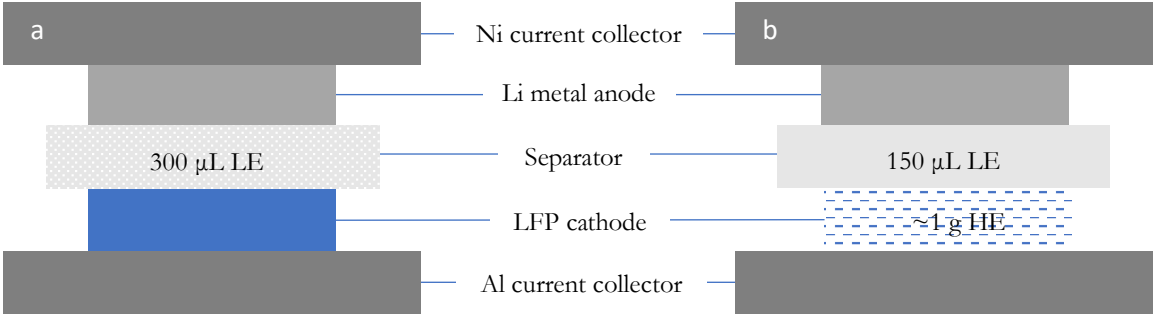 a
Ni current collector
b
Li metal anode
300 μL LE
Separator
150 μL LE
LFP cathode
~1 g HE
Al current collector